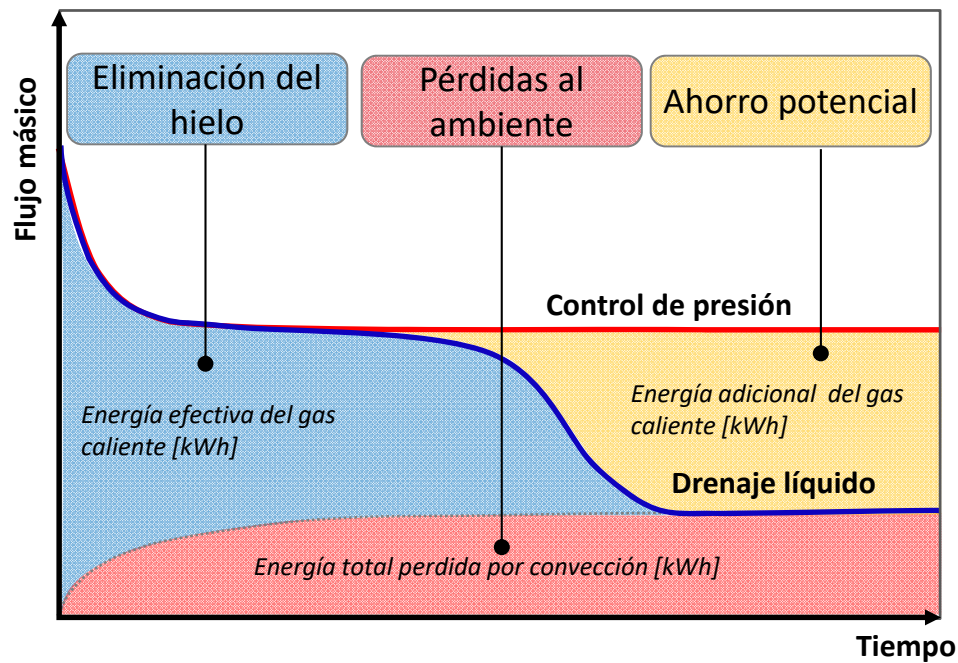 Eliminación del
hielo
Pérdidas al
ambiente
Ahorro potencial
Flujo másico
Control de presión
Energía efectiva del gas
caliente [kWh]
Energía adicional del gas
caliente [kWh]
Drenaje líquido
Energía total perdida por convección [kWh]
Tiempo